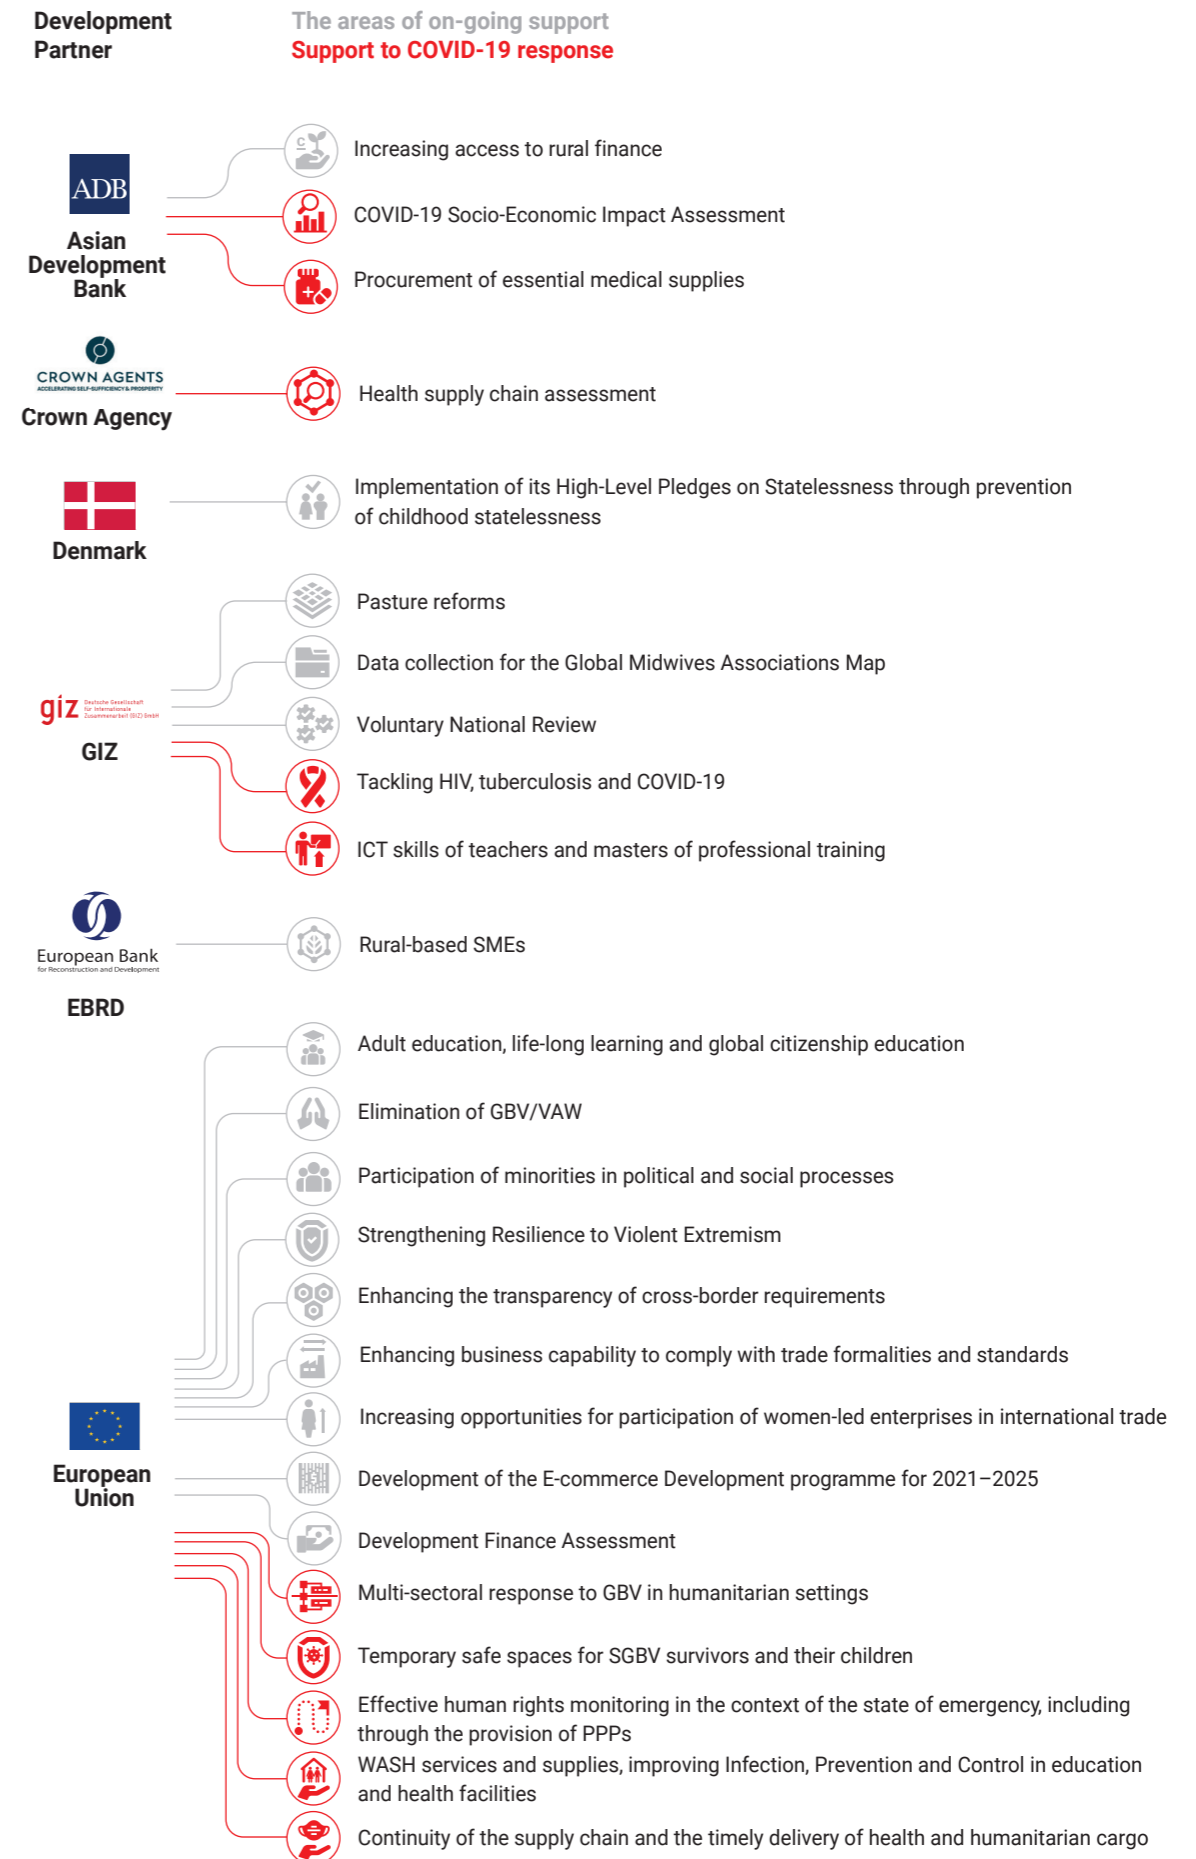 Development
Partner
The areas of on-going support
Support to COVID-19 response
ADB
Asian
Development
Bank
Increasing access to rural finance
COVID-19 Socio-Economic Impact Assessment
Procurement of essential medical supplies
CROWN AGENTS
ACCELERATING SELF-SUFFICIENCY & PROSPERITY
Crown Agency
Health supply chain assessment
Denmark
Implementation of its High-Level Pledges on Statelessness through prevention
of childhood statelessness
giz
Deutsche Gesellschaft
für Internationale
Zusammenarbeit (GIZ) GmbH
GIZ
Pasture reforms
Data collection for the Global Midwives Associations Map
Voluntary National Review
Tackling HIV, tuberculosis and COVID-19
ICT skills of teachers and masters of professional training
European Bank
for Reconstruction and Development
EBRD
Rural-based SMEs
European
Union
Adult education, life-long learning and global citizenship education
Elimination of GBV/VAW
Participation of minorities in political and social processes
Strengthening Resilience to Violent Extremism
Enhancing the transparency of cross-border requirements
Enhancing business capability to comply with trade formalities and standards
Increasing opportunities for participation of women-led enterprises in international trade
Development of the E-commerce Development programme for 2021–2025
Development Finance Assessment
Multi-sectoral response to GBV in humanitarian settings
Temporary safe spaces for SGBV survivors and their children
Effective human rights monitoring in the context of the state of emergency, including
through the provision of PPPs
WASH services and supplies, improving Infection, Prevention and Control in education
and health facilities
Continuity of the supply chain and the timely delivery of health and humanitarian cargo